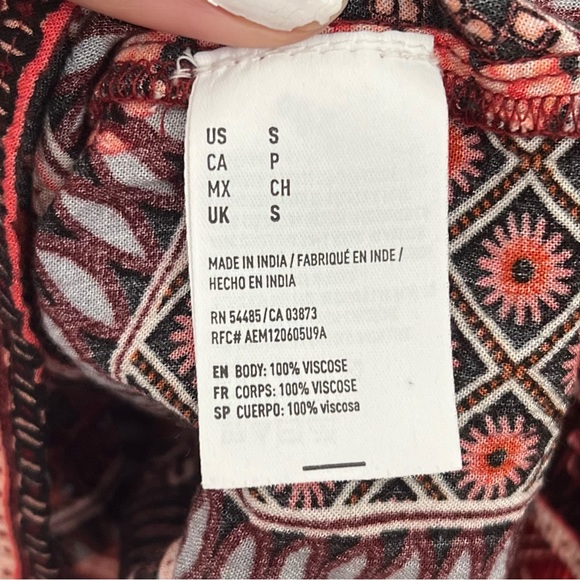 US S
CA P
MX CH
UK S
MADE IN INDIA / FABRIQUÉ EN INDE /
HECHO EN INDIA
RN 54485 / CA 03873
RFC# AEM120605U9A
EN BODY: 100% VISCOSE
FR CORPS: 100% VISCOSE
SP CUERPO: 100% viscosa